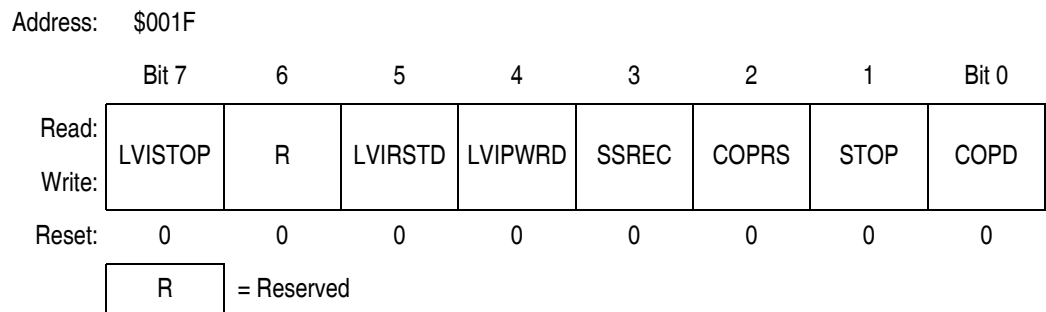 Address: $001F
Bit 7 6 5 4 3 2 1 Bit 0
Read:
LVISTOP R LVIRSTD LVIPWRD SSREC COPRS STOP COPD
Write:
Reset: 0 0 0 0 0 0 0 0
R = Reserved